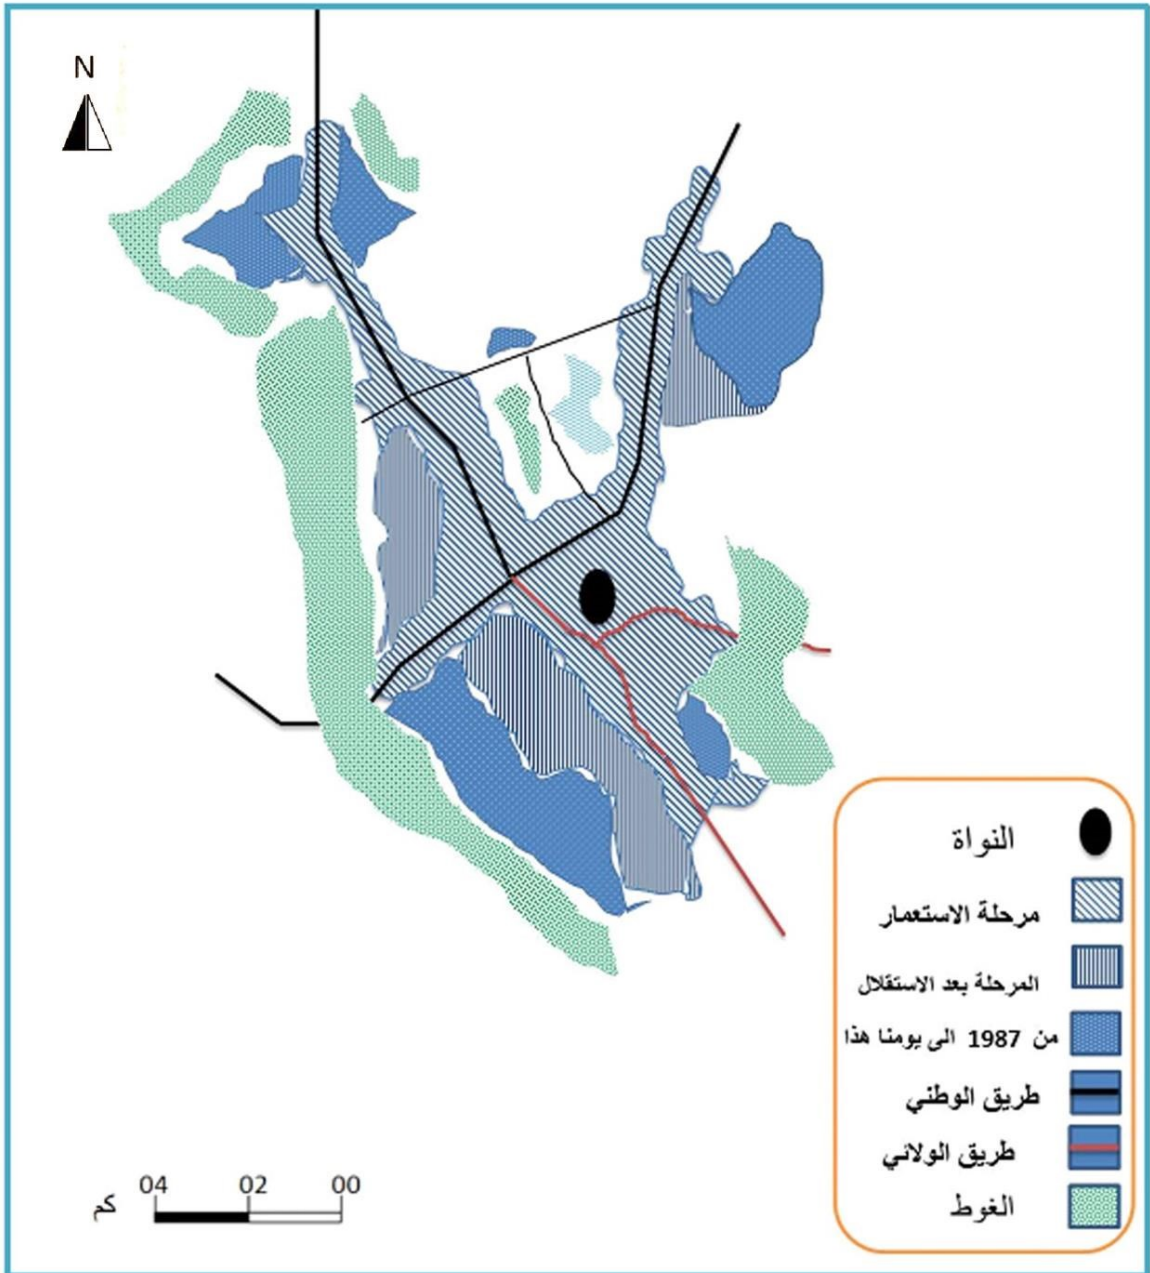 N
النواة
مرحلة الاستعمار
المرحلة بعد الاستقلال
من 1987 الى يومنا هذا
طريق الوطني
طريق الولائي
الغوط
04 02 00
كم